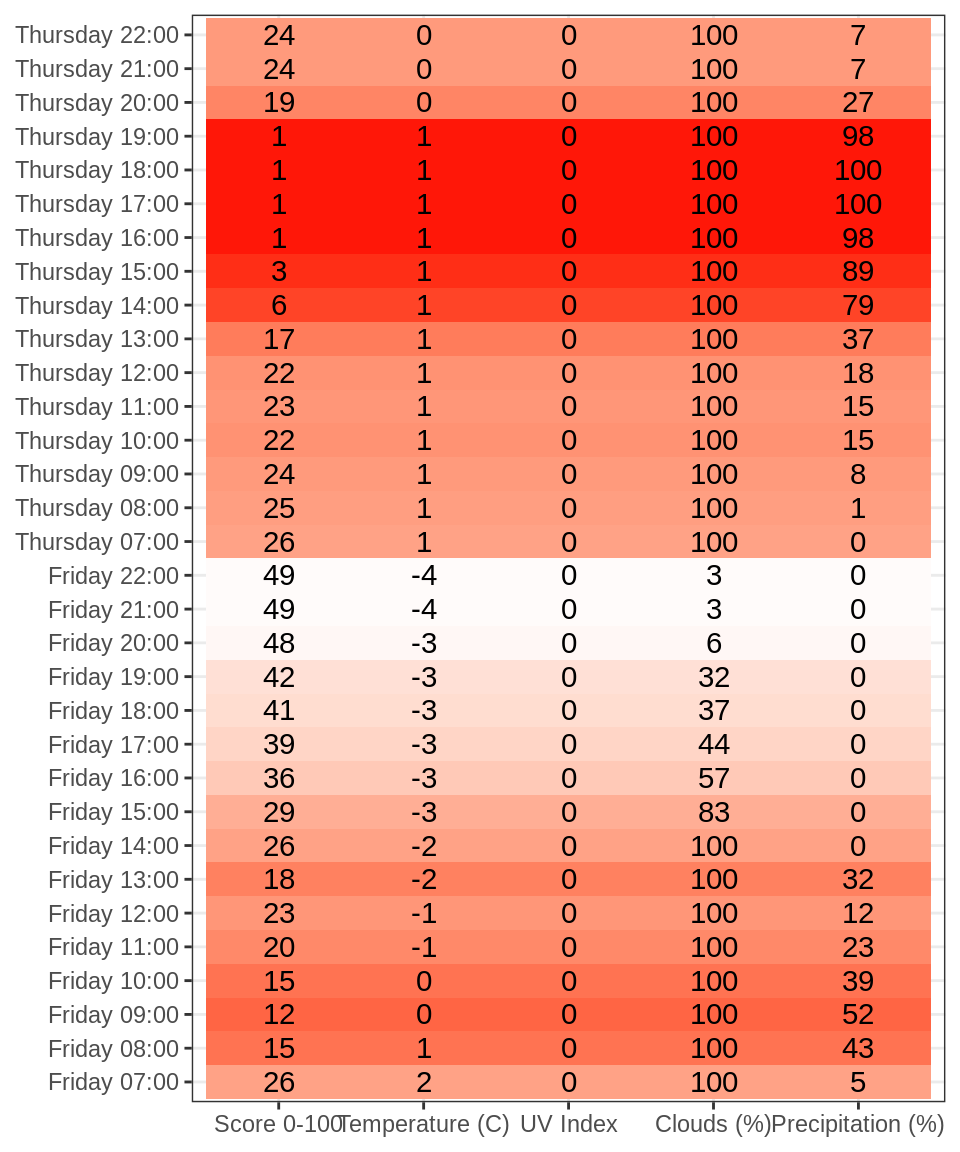 Thursday 22:00 24 0 0 100 7
Thursday 21:00 24 0 0 100 7
Thursday 20:00 19 0 0 100 27
Thursday 19:00 1 1 0 100 98
Thursday 18:00 1 1 0 100 100
Thursday 17:00 1 1 0 100 100
Thursday 16:00 1 1 0 100 98
Thursday 15:00 3 1 0 100 89
Thursday 14:00 6 1 0 100 79
Thursday 13:00 17 1 0 100 37
Thursday 12:00 22 1 0 100 18
Thursday 11:00 23 1 0 100 15
Thursday 10:00 22 1 0 100 15
Thursday 09:00 24 1 0 100 8
Thursday 08:00 25 1 0 100 1
Thursday 07:00 26 1 0 100 0
Friday 22:00 49 -4 0 3 0
Friday 21:00 49 -4 0 3 0
Friday 20:00 48 -3 0 6 0
Friday 19:00 42 -3 0 32 0
Friday 18:00 41 -3 0 37 0
Friday 17:00 39 -3 0 44 0
Friday 16:00 36 -3 0 57 0
Friday 15:00 29 -3 0 83 0
Friday 14:00 26 -2 0 100 0
Friday 13:00 18 -2 0 100 32
Friday 12:00 23 -1 0 100 12
Friday 11:00 20 -1 0 100 23
Friday 10:00 15 0 0 100 39
Friday 09:00 12 0 0 100 52
Friday 08:00 15 1 0 100 43
Friday 07:00 26 2 0 100 5
Score 0-100 Temperature (C) UV Index Clouds (%) Precipitation (%)